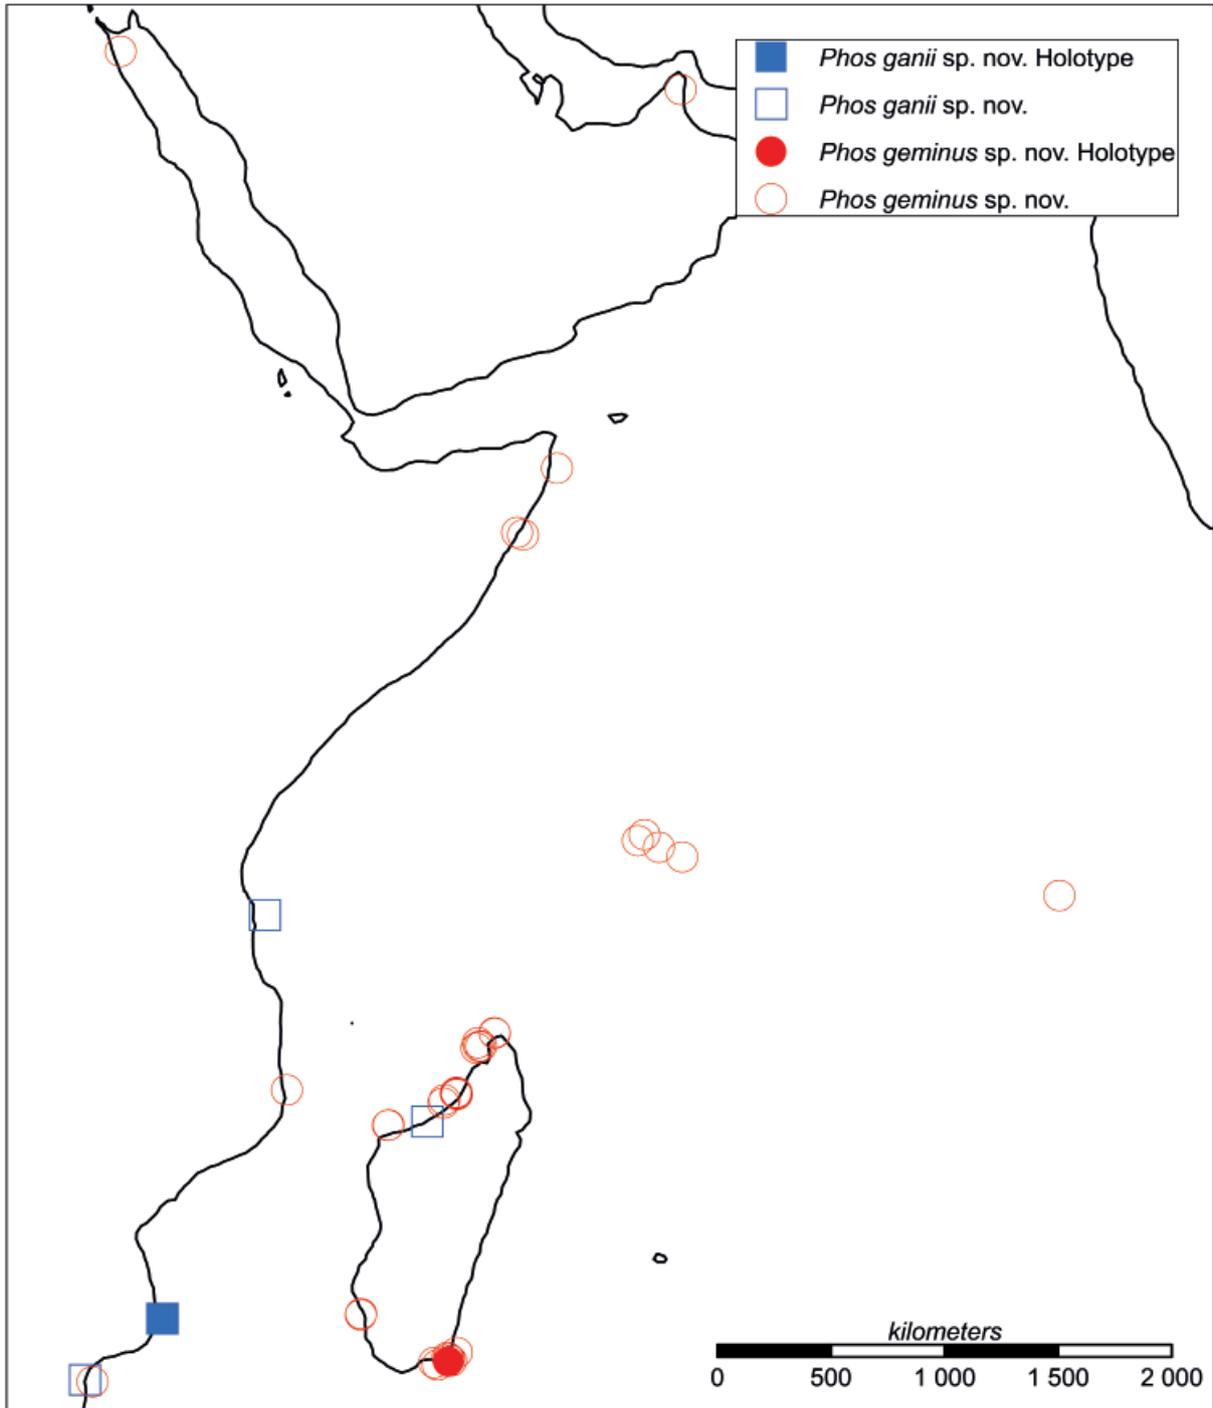 Phos ganii sp. nov. Holotype
Phos ganii sp. nov.
Phos geminus sp. nov. Holotype
Phos geminus sp. nov.
kilometers
0 500 1 000 1 500 2 000